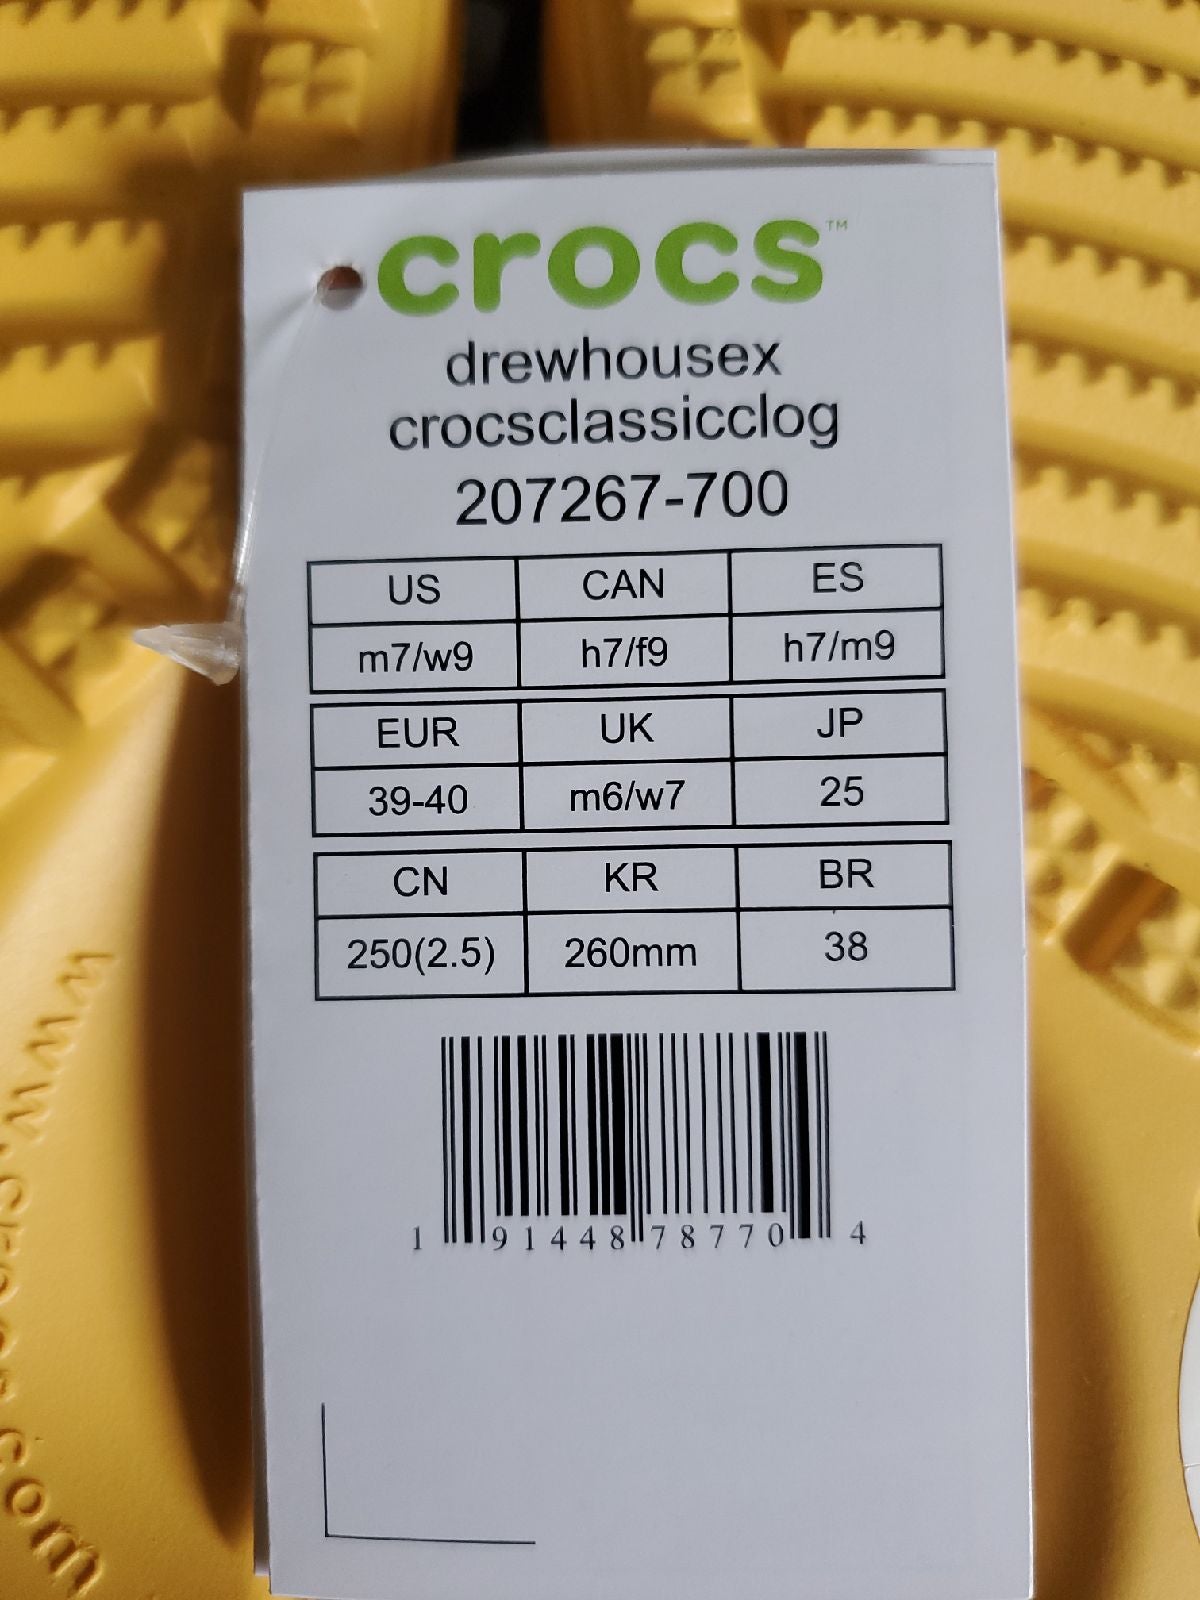 crocs™
drewhousex
crocsclassicclog
207267-700
US CAN ES
m7/w9 h7/f9 h7/m9
EUR UK JP
39-40 m6/w7 25
CN KR BR
250(2.5) 260mm 38
1 91448 78770 4
www.crocs.com